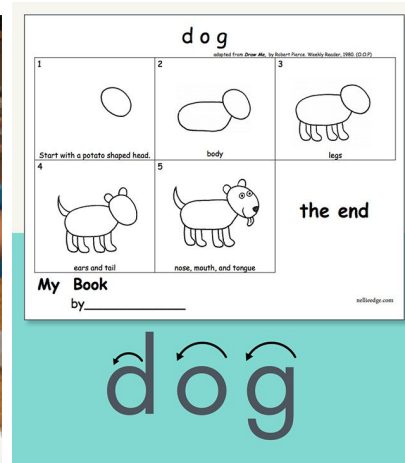 d o g
adapted from Draw Me, by Robert Pierce. Weekly Reader, 1980. (O.O.P)
1
2
3
Start with a potato shaped head.
body
legs
4
5
the end
ears and tail
nose, mouth, and tongue
My Book
by
nellieedge.com
dog